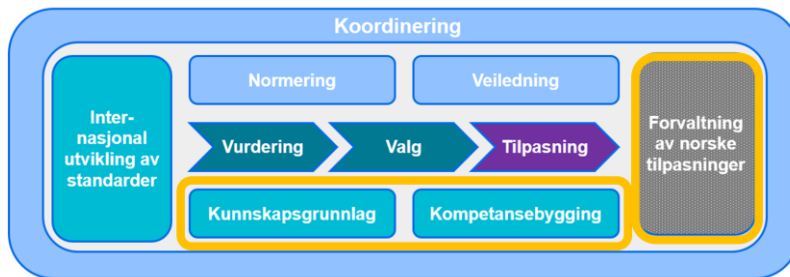 Koordinering
Inter-
nasjonal
utvikling av
standarder
Normering
Veiledning
Vurdering
Valg
Tilpasning
Kunnskapsgrunnlag
Kompetansebygging
Forvaltning
av norske
tilpasninger